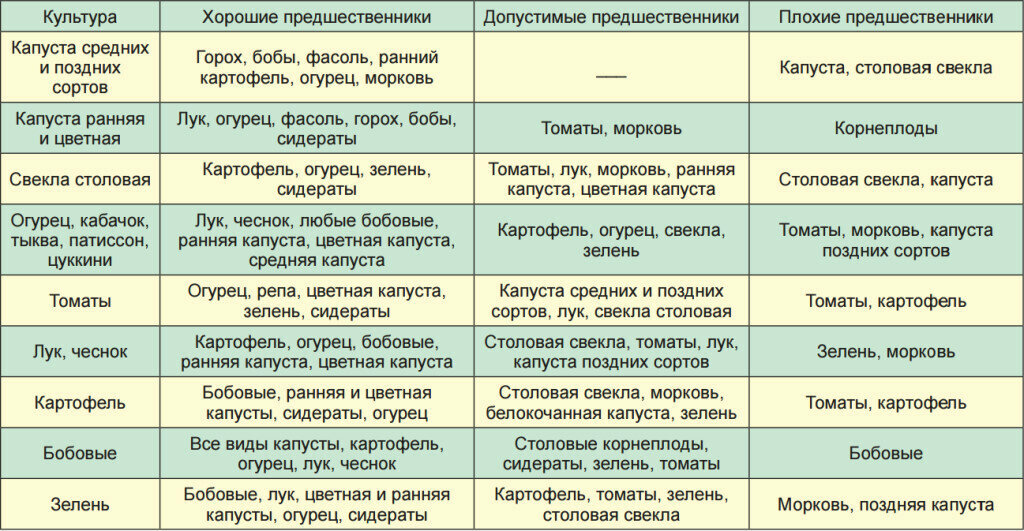 Культура Хорошие предшественники Допустимые предшественники Плохие предшественники
Капуста средних
и поздних
сортов
Горох, бобы, фасоль, ранний
картофель, огурец, морковь
—
Капуста, столовая свекла
Капуста ранняя
и цветная
Лук, огурец, фасоль, горох, бобы,
сидераты
Томаты, морковь
Корнеплоды
Свекла столовая
Картофель, огурец, зелень,
сидераты
Томаты, лук, морковь, ранняя
капуста, цветная капуста
Столовая свекла, капуста
Огурец, кабачок,
тыква, патиссон,
цуккини
Лук, чеснок, любые бобовые,
ранняя капуста, цветная капуста,
средняя капуста
Картофель, огурец, свекла,
зелень
Томаты, морковь, капуста
поздних сортов
Томаты
Огурец, репа, цветная капуста,
зелень, сидераты
Капуста средних и поздних
сортов, лук, свекла столовая
Томаты, картофель
Лук, чеснок
Картофель, огурец, бобовые,
ранняя капуста, цветная капуста
Столовая свекла, томаты, лук,
капуста поздних сортов
Зелень, морковь
Картофель
Бобовые, ранняя и цветная
капусты, сидераты, огурец
Столовая свекла, морковь,
белокочанная капуста, зелень
Томаты, картофель
Бобовые
Все виды капусты, картофель,
огурец, лук, чеснок
Столовые корнеплоды,
сидераты, зелень, томаты
Бобовые
Зелень
Бобовые, лук, цветная и ранняя
капусты, огурец, сидераты
Картофель, томаты, зелень,
столовая свекла
Морковь, поздняя капуста